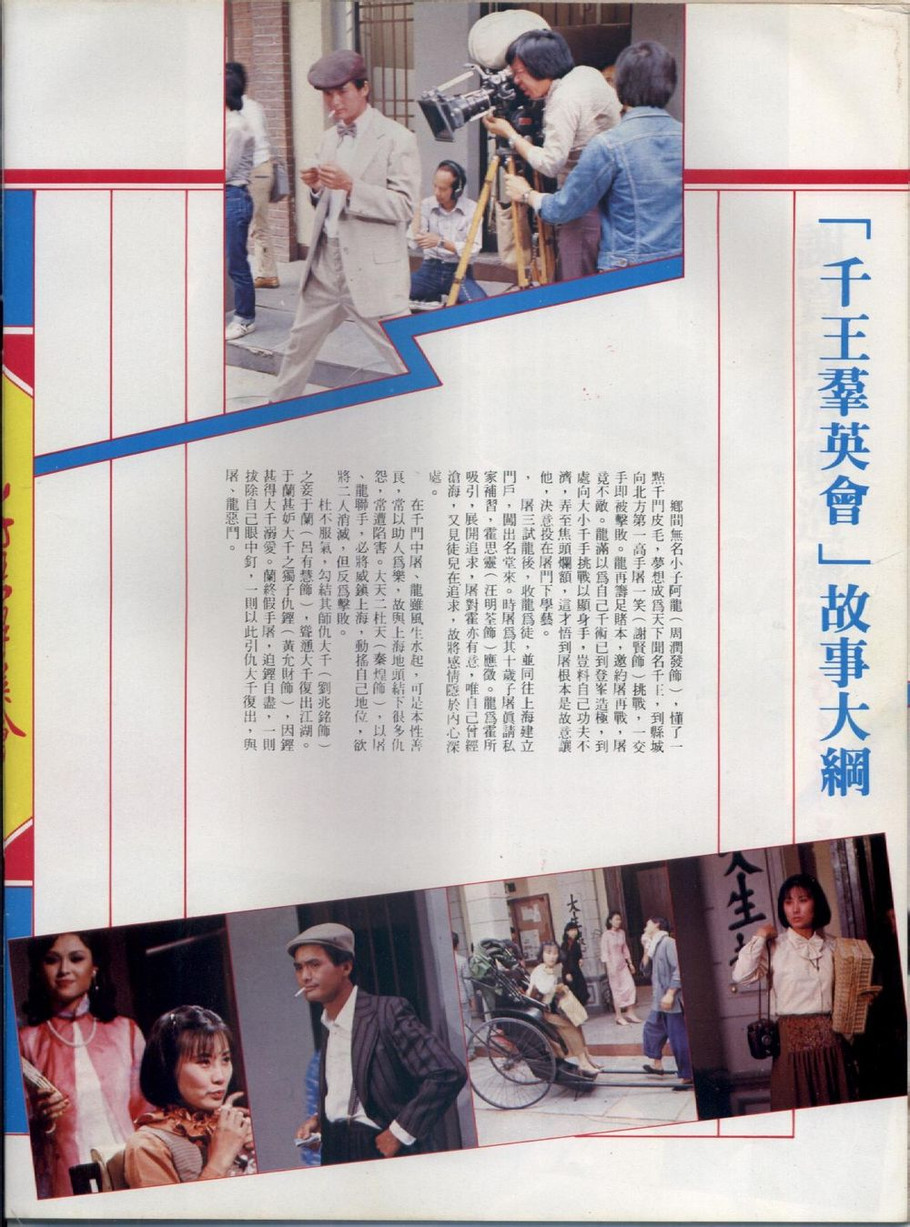 「千王羣英會」故事大綱
鄉間無名小子阿龍（周潤發飾），懂了一
點千門皮毛，夢想成爲天下聞名千王，到縣城
向北方第一高手屠一笑（謝賢飾）挑戰，一交
手即被擊敗。龍再籌足賭本，邀約屠再戰，屠
竟不敵。龍滿以爲自己千術已到登峯造極，到
處向大小千手挑戰以顯身手，豈料自己功夫不
濟，弄至焦頭爛額，這才悟到屠根本是故意讓
他，決意投在屠門下學藝。
，屠三試龍後，收龍爲徒，並同往上海建立
門戶，闖出名堂來。時屠爲其十歲子屠眞請私
家補習，霍思靈（汪明荃飾）應徵。龍爲霍所
吸引，展開追求，屠對霍亦有意，唯自己曾經
滄海，又見徒兒在追求，故將感情隱於內心深
處。
在千門中屠、龍雖風生水起，可是本性善
良，常以助人爲樂，故與上海地頭結下很多仇
怨，常遭陷害。大天二杜天（秦煌飾），以屠
、龍聯手，必將威鎭上海，動搖自己地位，欲
將二人消滅，但反爲擊敗。
杜不服氣，勾結其師仇大千（劉兆銘飾）
之妾于蘭（呂有慧飾），聳通大千復出江湖。
于蘭甚妒大千之獨子仇鏗（黃允財飾），因鏗
甚得大千溺愛。蘭終假手屠，迫鏗自盡，一則
拔除自己眼中釘，一則以此引仇大千復出，與
屠、龍惡鬥。
大生
大生